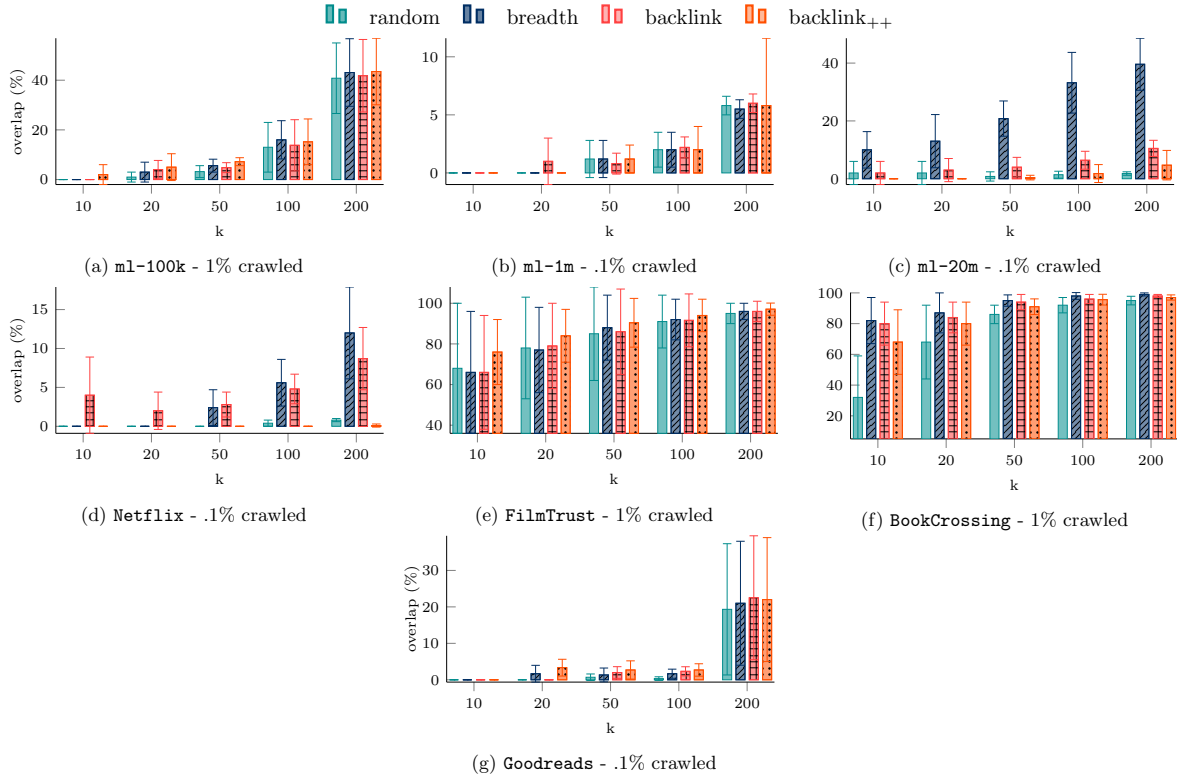 random breadth backlink backlink++
overlap (%)
0 20 40
10 20 50 100 200
k
(a) ml-100k - 1% crawled
0 5 10
10 20 50 100 200
k
(b) ml-1m - .1% crawled
0 20 40
10 20 50 100 200
k
(c) ml-20m - .1% crawled
overlap (%)
0 5 10 15
10 20 50 100 200
k
(d) Netflix - .1% crawled
40 60 80 100
10 20 50 100 200
k
(e) FilmTrust - 1% crawled
20 40 60 80 100
10 20 50 100 200
k
(f) BookCrossing - 1% crawled
overlap (%)
0 10 20 30
10 20 50 100 200
k
(g) Goodreads - .1% crawled